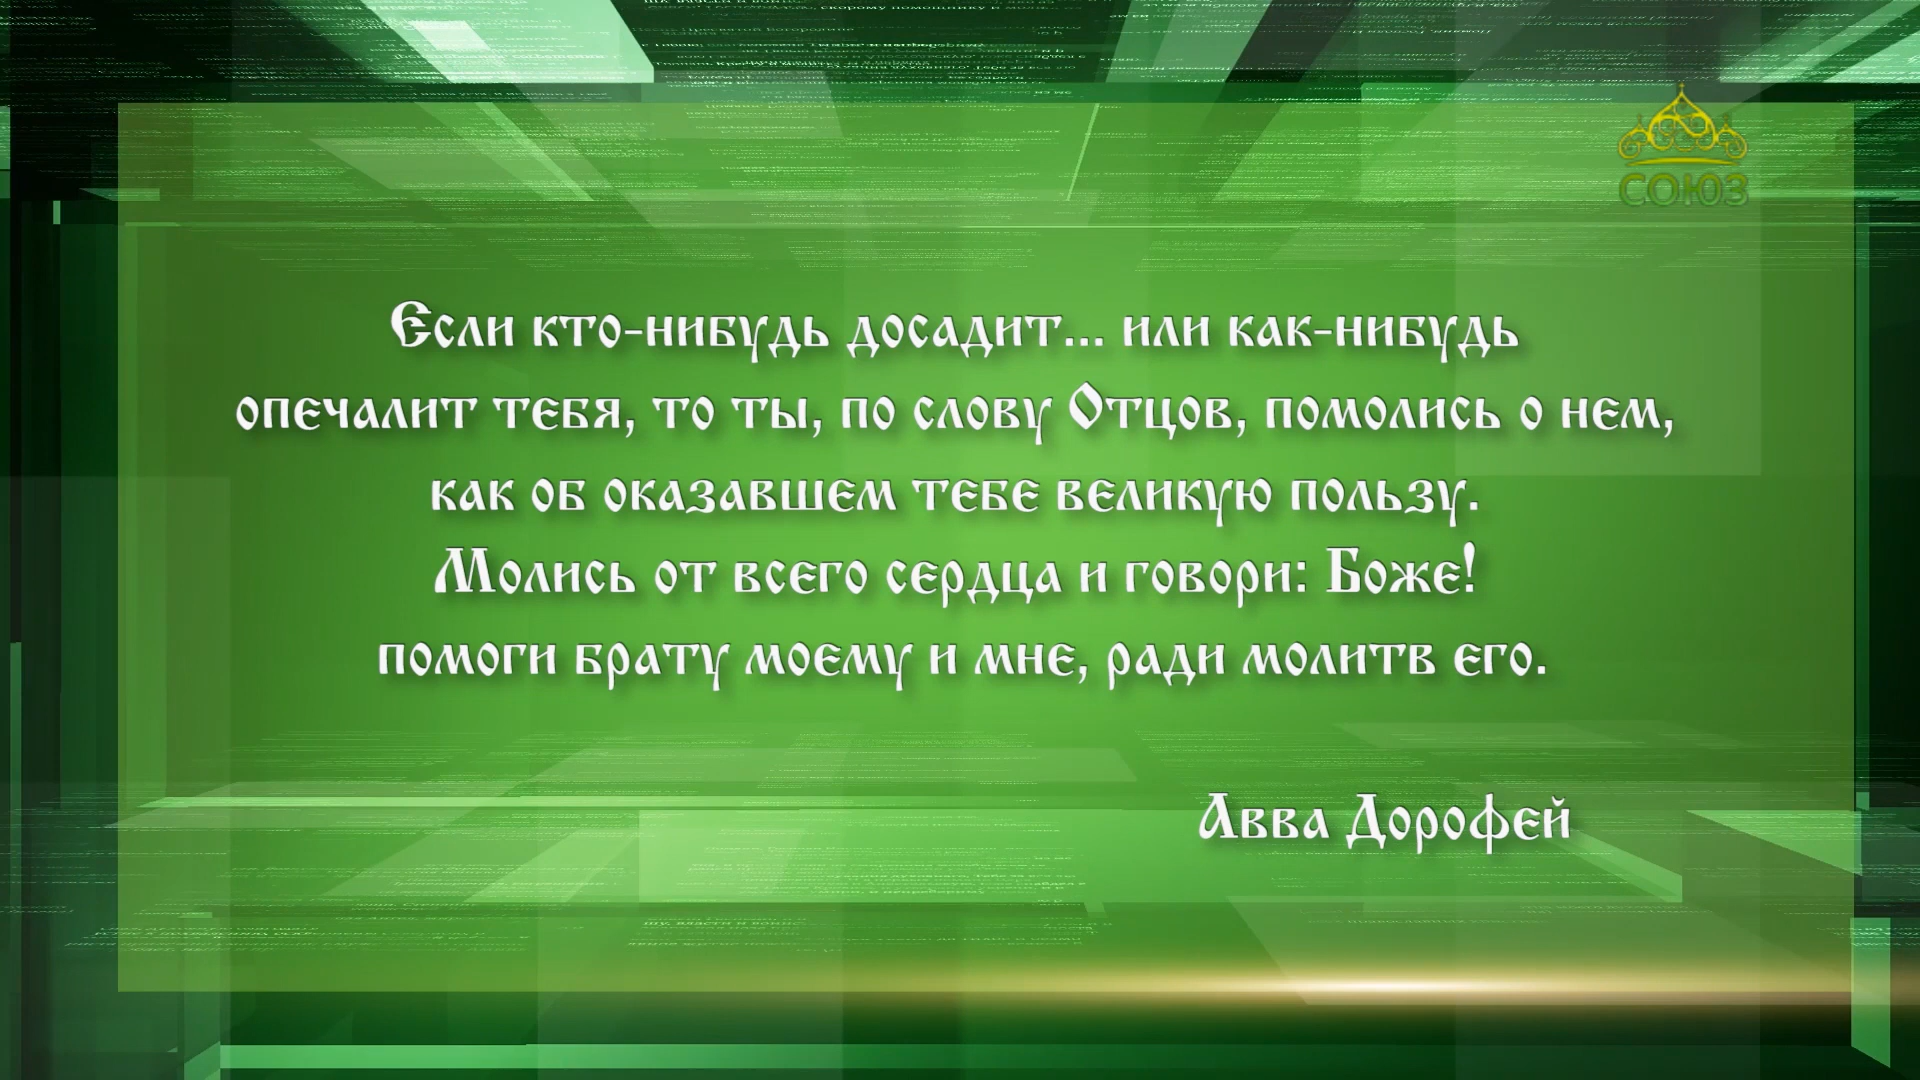 СОЮЗ
Если кто-нибудь досадит... или как-нибудь
опечалит тебя, то ты, по слову Отцов, помолись о нем,
как об оказавшем тебе великую пользу.
Молись от всего сердца и говори: Боже!
помоги брату моему и мне, ради молитв его.
Авва Дорофей